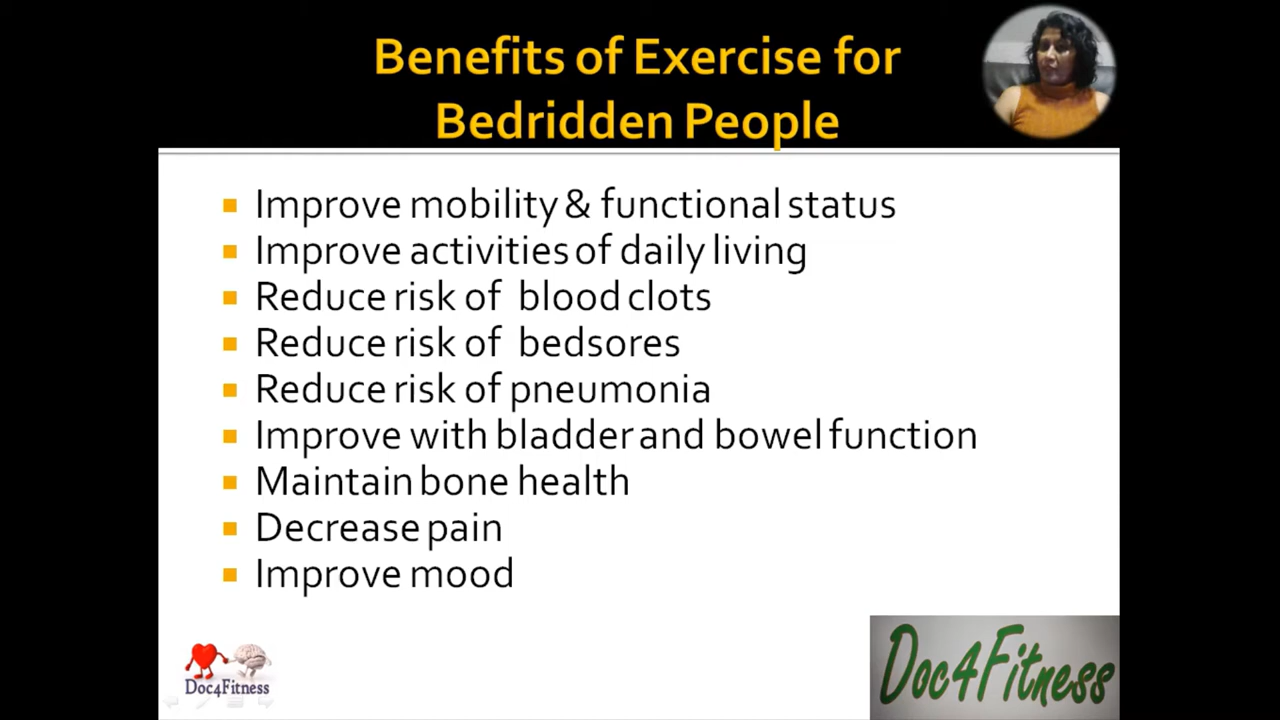 Benefits of Exercise for
Bedridden People
Improve mobility & functional status
Improve activities of daily living
Reduce risk of blood clots
Reduce risk of bedsores
Reduce risk of pneumonia
Improve with bladder and bowel function
Maintain bone health
Decrease pain
Improve mood
Doc4Fitness
Doc4Fitness